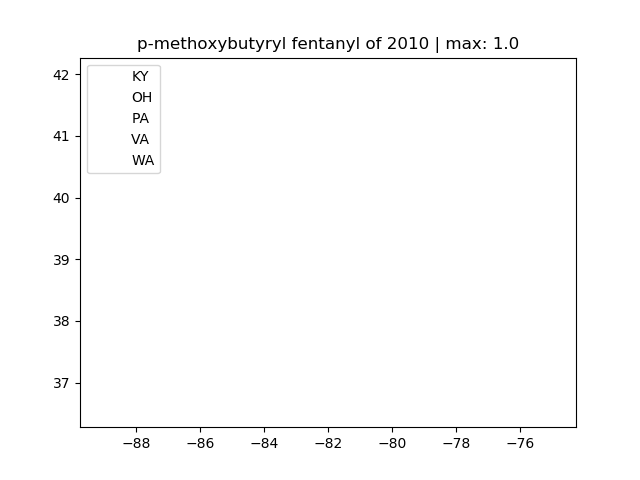 p-methoxybutyryl fentanyl of 2010 | max: 1.0
42
41
40
39
38
37
KY
OH
PA
VA
WA
−88
−86
−84
−82
−80
−78
−76